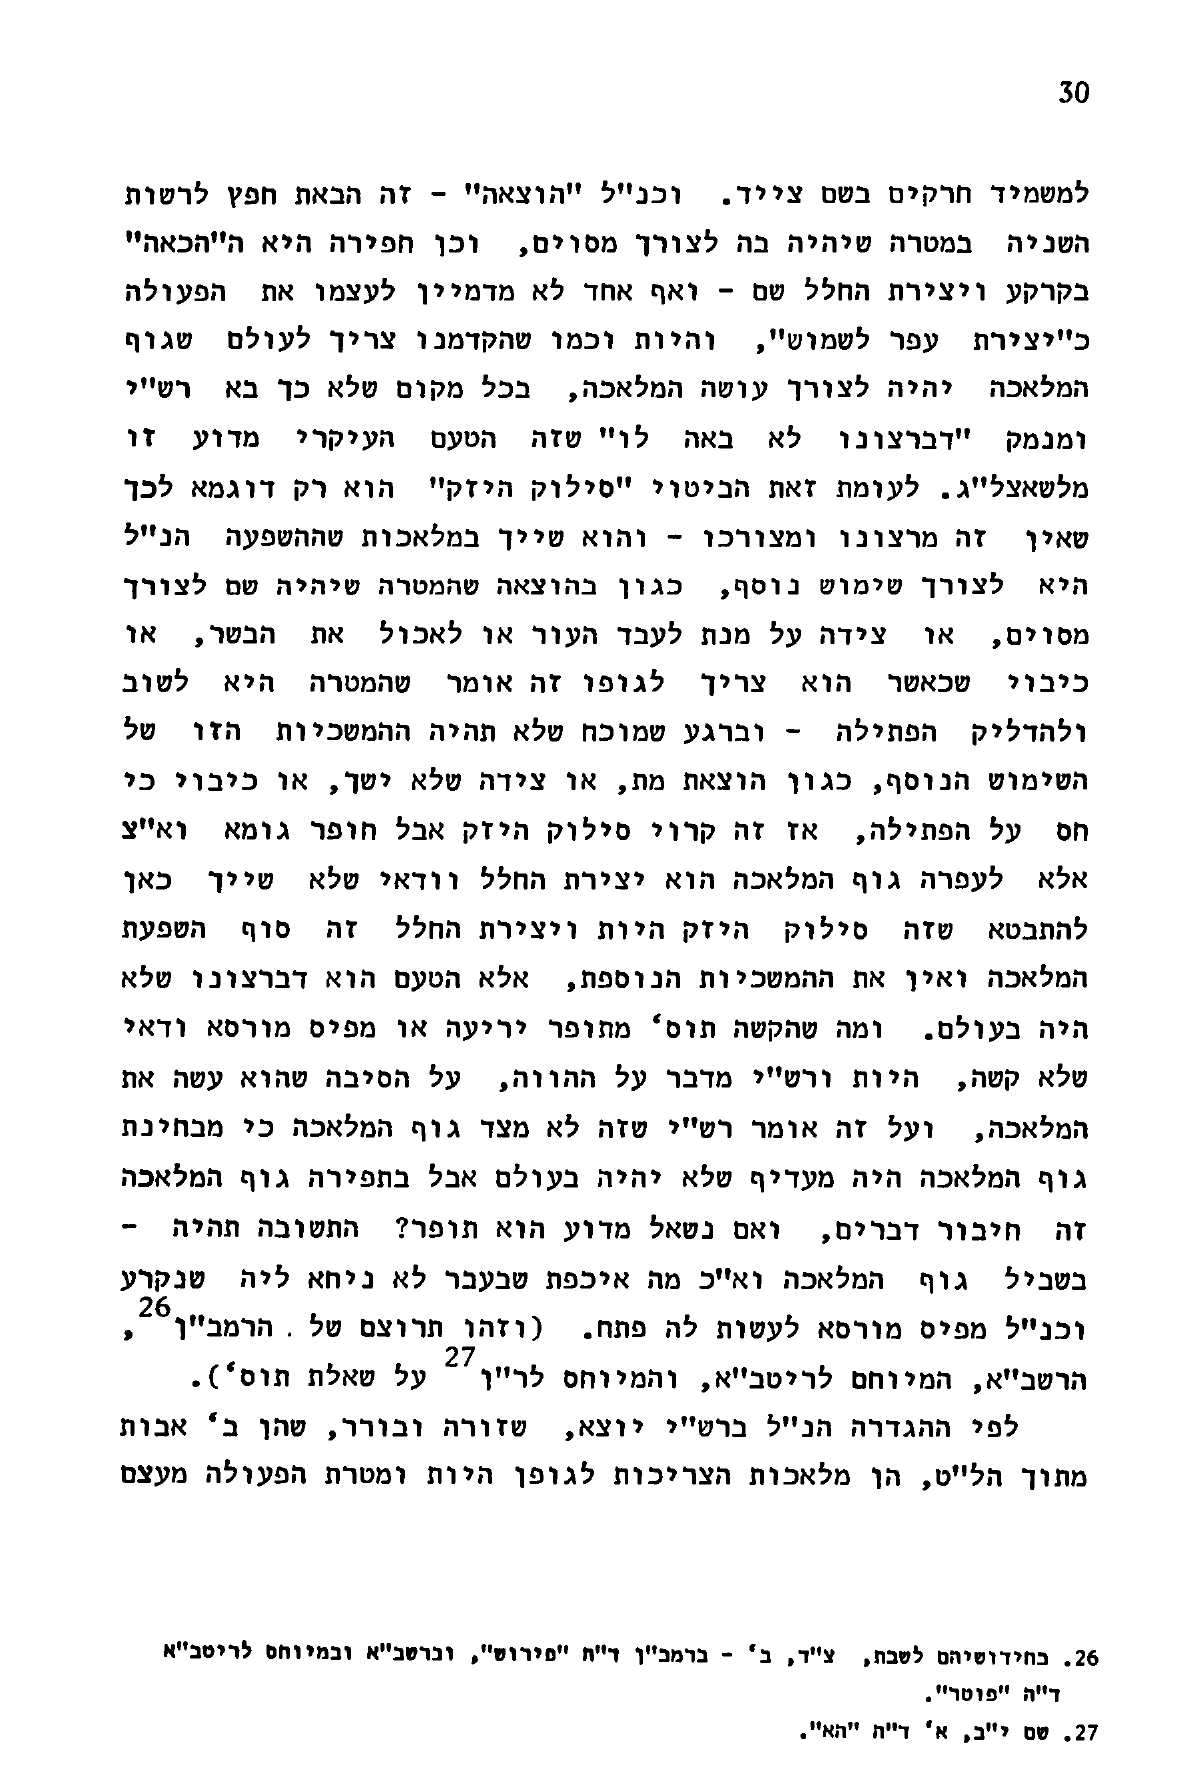 30
למשמיד חרקים בשם צייד. וכנ"ל "הוצאה" - זה הבאת חפץ לרשות
השניה במטרה שיהיה בה לצורך מסוים, וכן חפירה היא ה"הכאה"
בקרקע ויצירת החלל שם - ואף אחד לא מדמיין לעצמו את הפעולה
כ"יצירת עפר לשמוש", והיות וכמו שהקדמנו צריך לעולם שגוף
המלאכה יהיה לצורך עושה המלאכה, בכל מקום שלא כך בא רש"י
ומנמק "דברצונו לא באה לו" שזה הטעם העיקרי מדוע זו
מלשאצל"ג. לעומת זאת הביטוי "סילוק היזק" הוא רק דוגמא לכך
שאין זה מרצונו ומצורכו - והוא שייך במלאכות שההשפעה הנ"ל
היא לצורך שימוש נוסף, כגון בהוצאה שהמטרה שיהיה שם לצורך
מסוים, או צידה על מנת לעבד העור או לאכול את הבשר, או
כיבוי שכאשר הוא צריך לגופו זה אומר שהמטרה היא לשוב
ולהדליק הפתילה - וברגע שמוכח שלא תהיה ההמשכיות הזו של
השימוש הנוסף, כגון הוצאת מת, או צידה שלא ישך, או כיבוי כי
חס על הפתילה, אז זה קרוי סילוק היזק אבל חופר גומא וא"צ
אלא לעפרה גוף המלאכה הוא יצירת החלל וודאי שלא שייך כאן
להתבטא שזה סילוק היזק היות ויצירת החלל זה סוף השפעת
המלאכה ואין את ההמשכיות הנוספת, אלא הטעם הוא דברצונו שלא
היה בעולם. ומה שהקשה תוס' מתופר יריעה או מפיס מורסא ודאי
שלא קשה, היות ורש"י מדבר על ההווה, על הסיבה שהוא עשה את
המלאכה, ועל זה אומר רש"י שזה לא מצד גוף המלאכה כי מבחינת
גוף המלאכה היה מעדיף שלא יהיה בעולם אבל בתפירה גוף המלאכה
זה חיבור דברים, ואם נשאל מדוע הוא תופר? התשובה תהיה -
בשביל גוף המלאכה וא"כ מה איכפת שבעבר לא ניחא ליה שנקרע
וכנ"ל מפיס מורסא לעשות לה פתח. (וזהו תרוצם של הרמב"ן26,
הרשב"א, המיוחס לריטב"א, והמיוחס לר"ן27 על שאלת תוס').
לפי ההגדרה הנ"ל ברש"י יוצא, שזורה ובורר, שהן ב' אבות
מתוך הל"ט, הן מלאכות הצריכות לגופן היות ומטרת הפעולה מעצם
26. בחידושיהם לשבת, צ"ד, ב' - ברמב"ן ד"ה "פירוש", וברשב"א ובמיוחס לריטב"א
ד"ה "פוטר".
27. שם י"ב, א' ד"ה "הא".